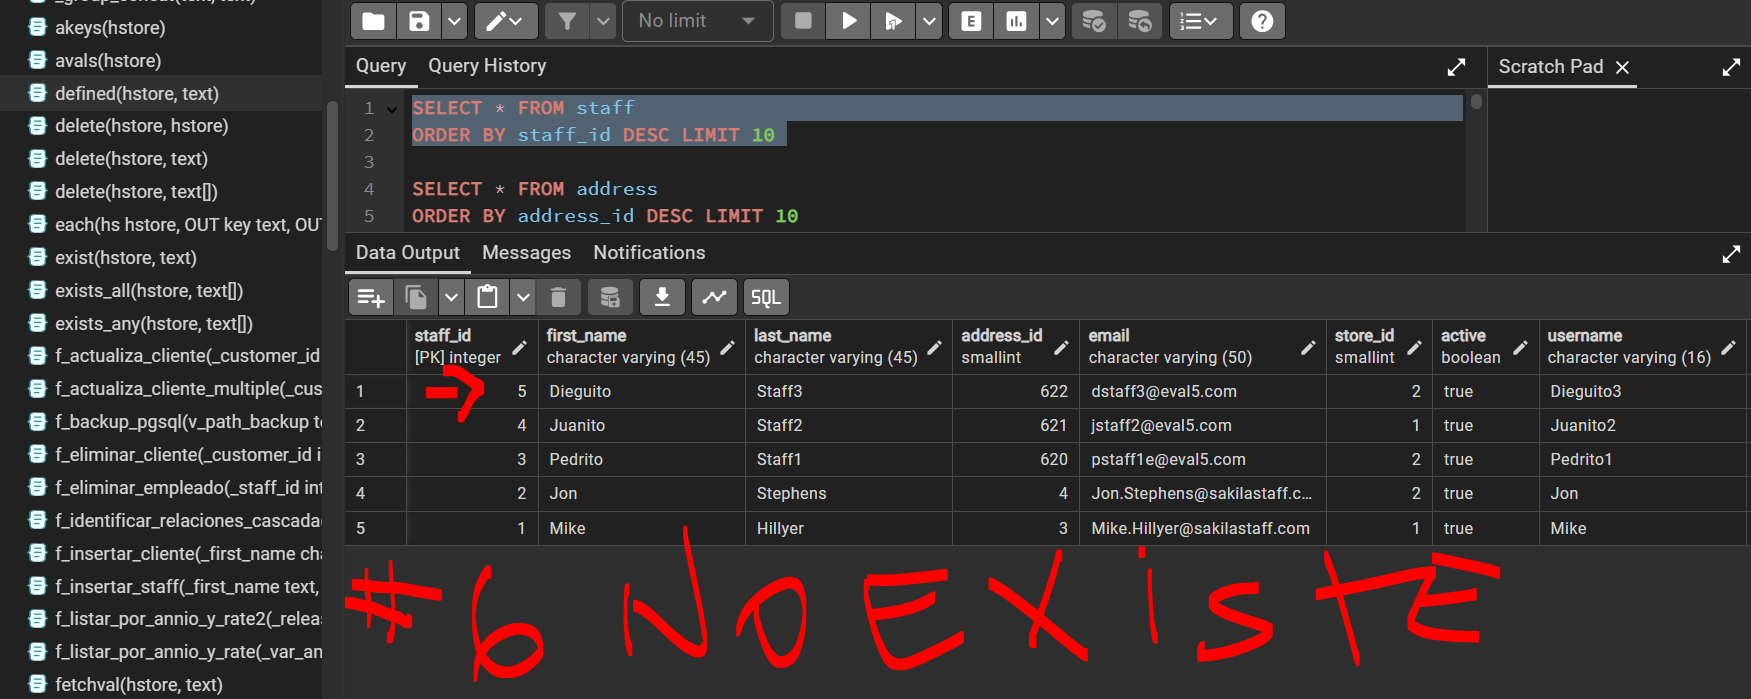 _group_concat(text, text)
akeys(hstore)
avals(hstore)
defined(hstore, text)
delete(hstore, hstore)
delete(hstore, text)
delete(hstore, text[])
each(hs hstore, OUT key text, OU
exist(hstore, text)
exists_all(hstore, text[])
exists_any(hstore, text[])
f_actualiza_cliente(_customer_id
f_actualiza_cliente_multiple(_cus
f_backup_pgsql(v_path_backup t
f_eliminar_cliente(_customer_id i
f_eliminar_empleado(_staff_id int
f_identificar_relaciones_cascada
f_insertar_cliente(_first_name cha
f_insertar_staff(_first_name text,
f_listar_por_annio_y_rate2(_relea
f_listar_por_annio_y_rate(_var_an
fetchval(hstore, text)
No limit
E
Query Query History
Scratch Pad
1 SELECT * FROM staff
2 ORDER BY staff_id DESC LIMIT 10
3
4 SELECT * FROM address
5 ORDER BY address_id DESC LIMIT 10
Data Output Messages Notifications
SQL
staff_id first_name last_name address_id email store_id active username
[PK] integer character varying (45) character varying (45) smallint character varying (50) smallint boolean character varying (16)
1 5 Dieguito Staff3 622 dstaff3@eval5.com 2 true Dieguito3
2 4 Juanito Staff2 621 jstaff2@eval5.com 1 true Juanito2
3 3 Pedrito Staff1 620 pstaff1e@eval5.com 2 true Pedrito1
4 2 Jon Stephens 4 Jon.Stephens@sakilastaff.c... 2 true Jon
5 1 Mike Hillyer 3 Mike.Hillyer@sakilastaff.com 1 true Mike
#6 NO EXiStE